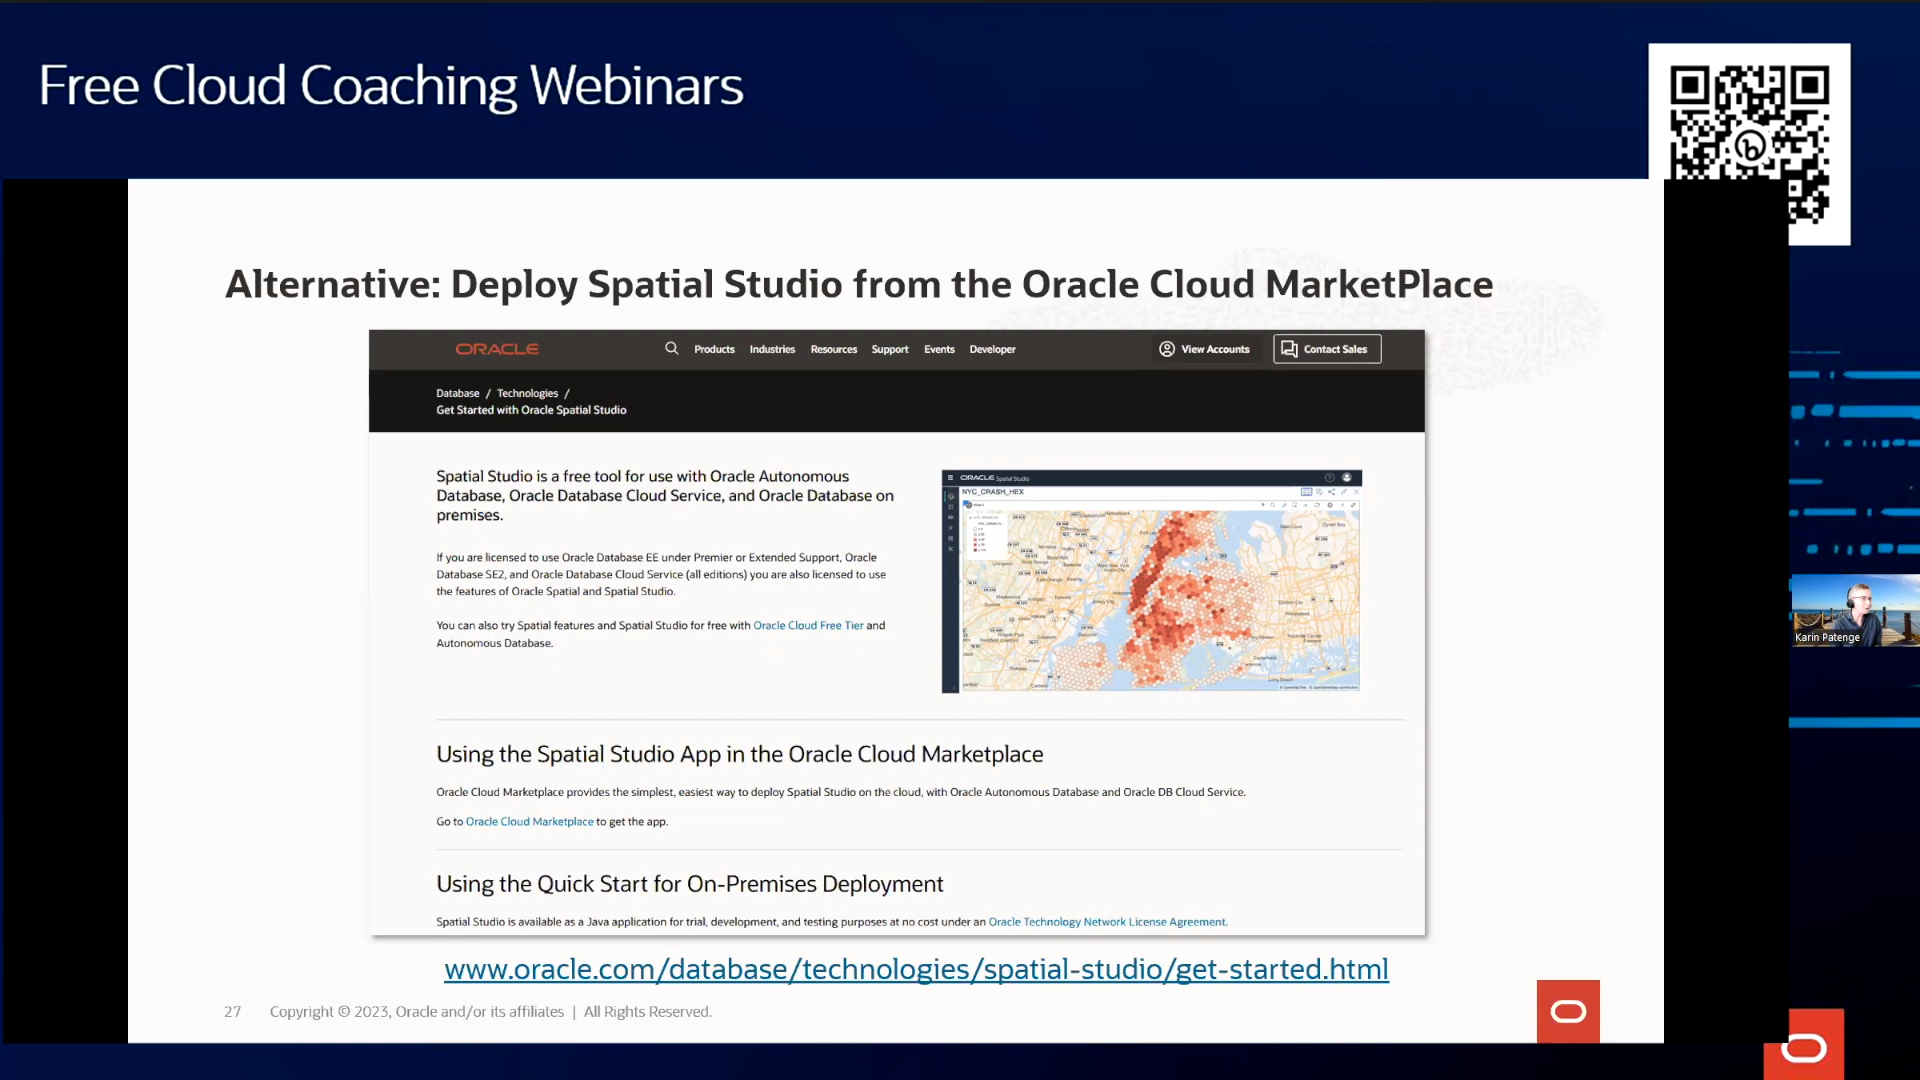 Free Cloud Coaching Webinars
Alternative: Deploy Spatial Studio from the Oracle Cloud MarketPlace
ORACLE Products Industries Resources Support Events Developer View Accounts Contact Sales
Database / Technologies /
Get Started with Oracle Spatial Studio
Spatial Studio is a free tool for use with Oracle Autonomous
Database, Oracle Database Cloud Service, and Oracle Database on
premises.
If you are licensed to use Oracle Database EE under Premier or Extended Support, Oracle
Database SE2, and Oracle Database Cloud Service (all editions) you are also licensed to use
the features of Oracle Spatial and Spatial Studio.
You can also try Spatial features and Spatial Studio for free with Oracle Cloud Free Tier and
Autonomous Database.
ORACLE Spatial Studio
NYC_CRASH_HEX
Using the Spatial Studio App in the Oracle Cloud Marketplace
Oracle Cloud Marketplace provides the simplest, easiest way to deploy Spatial Studio on the cloud, with Oracle Autonomous Database and Oracle DB Cloud Service.
Go to Oracle Cloud Marketplace to get the app.
Using the Quick Start for On-Premises Deployment
Spatial Studio is available as a Java application for trial, development, and testing purposes at no cost under an Oracle Technology Network License Agreement.
www.oracle.com/database/technologies/spatial-studio/get-started.html
27 Copyright © 2023, Oracle and/or its affiliates | All Rights Reserved.
Karin Patenge